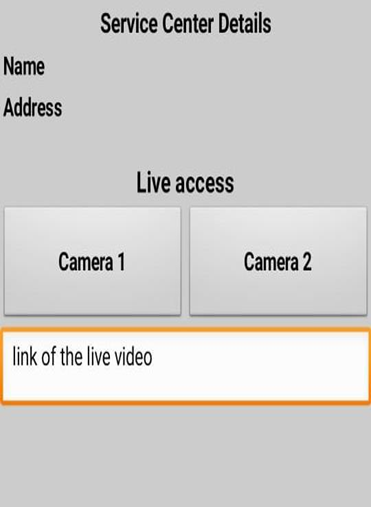 Service Center Details
Name
Address
Live access
Camera 1
Camera 2
link of the live video